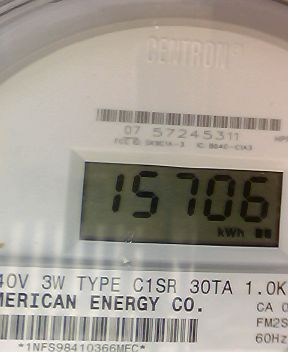 CENTRON®
07 57245311
15706
kWh
40V 3W TYPE C1SR 30TA 1.0K
MERICAN ENERGY CO.
CA 0
FM2S
60Hz
*1NFS98410366MEC*